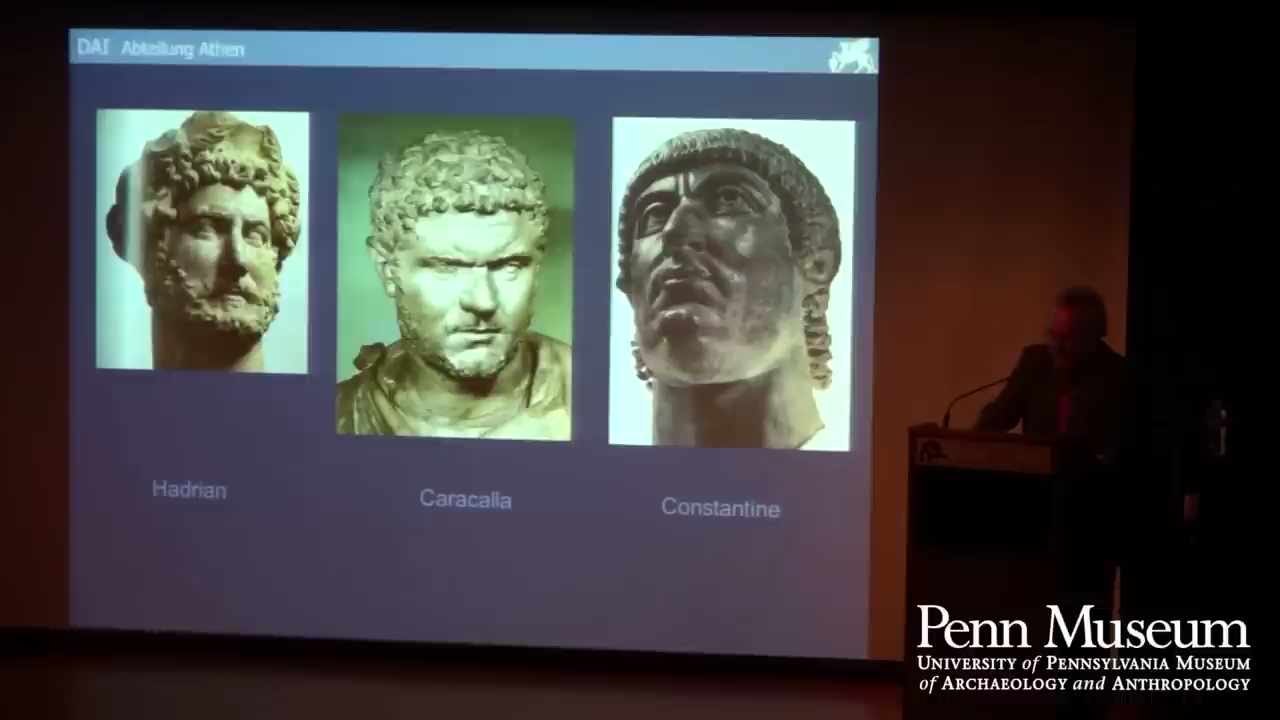 DAI Abteilung Athen
Hadrian
Caracalla
Constantine
Penn Museum
UNIVERSITY of PENNSYLVANIA MUSEUM
of ARCHAEOLOGY and ANTHROPOLOGY